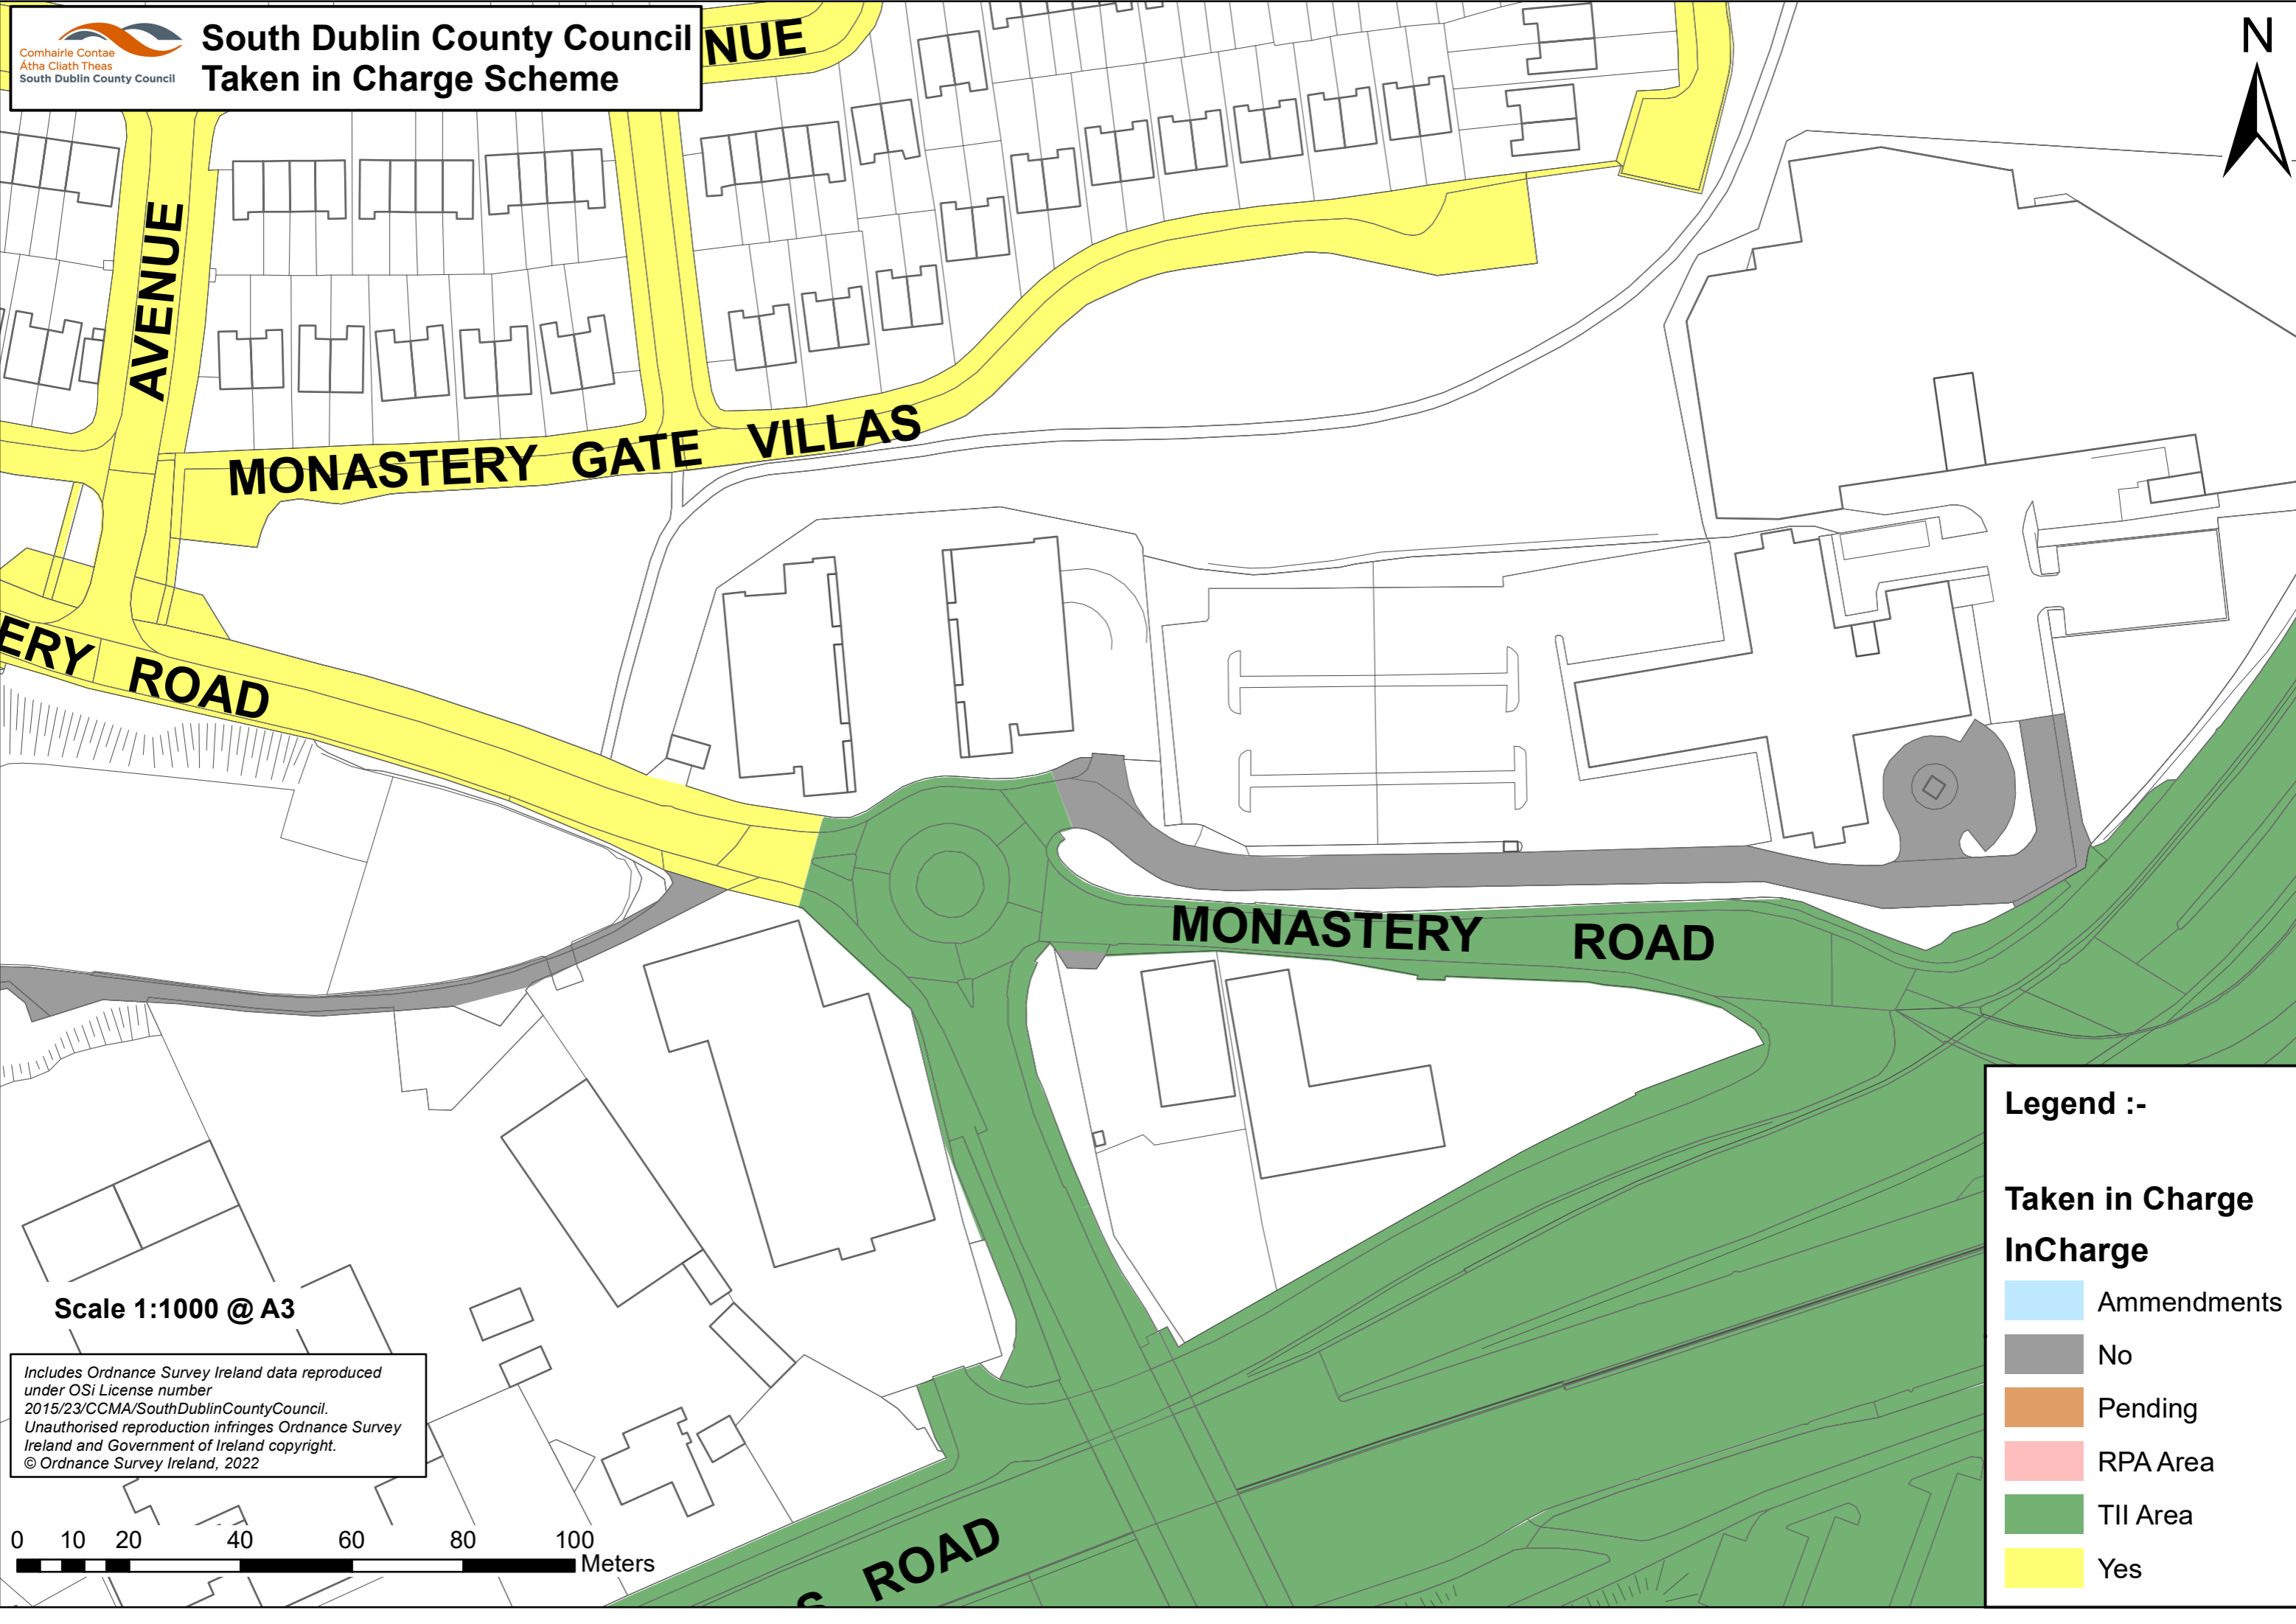 Comhairle Contae
Átha Cliath Theas
South Dublin County Council
South Dublin County Council
Taken in Charge Scheme
NUE
N
AVENUE
MONASTERY GATE VILLAS
ERY ROAD
MONASTERY ROAD
S ROAD
Scale 1:1000 @ A3
Includes Ordnance Survey Ireland data reproduced
under OSi License number
2015/23/CCMA/SouthDublinCountyCouncil.
Unauthorised reproduction infringes Ordnance Survey
Ireland and Government of Ireland copyright.
© Ordnance Survey Ireland, 2022
0 10 20 40 60 80 100
Meters
Legend :-
Taken in Charge
InCharge
Ammendments
No
Pending
RPA Area
TII Area
Yes